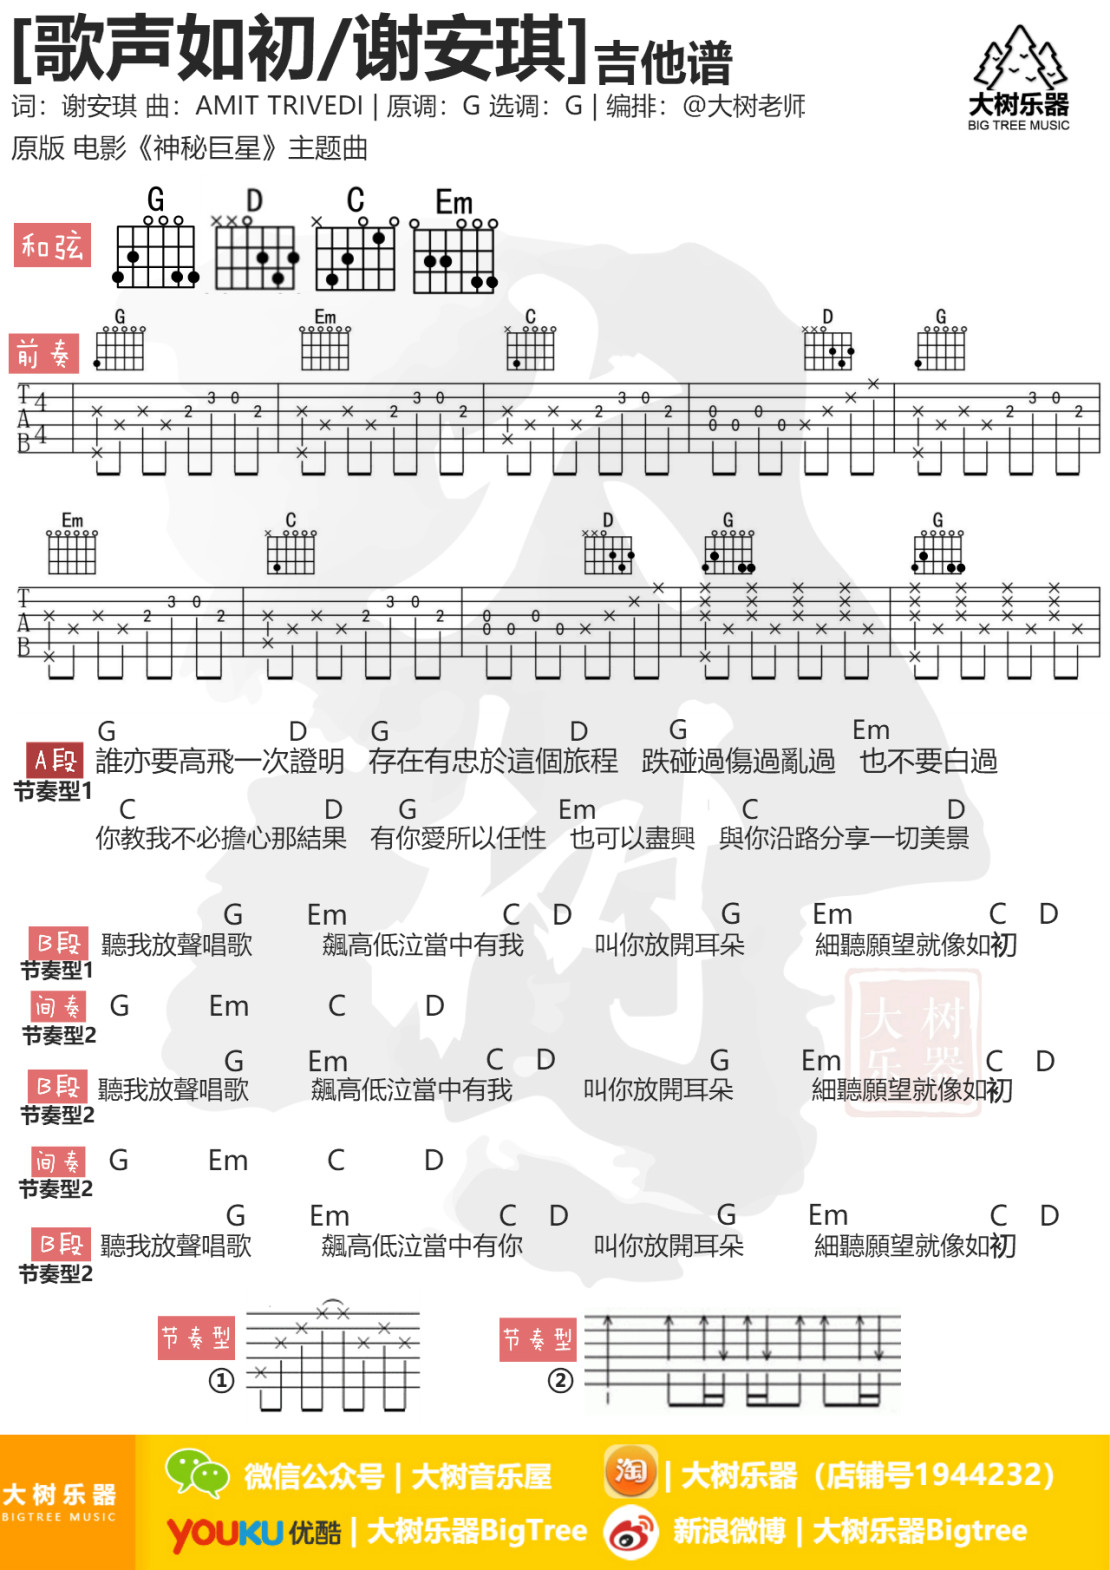 [歌声如初/谢安琪]吉他谱
词：谢安琪 曲：AMIT TRIVEDI | 原调：G 选调：G | 编排：@大树老师
原版 电影《神秘巨星》主题曲
大树乐器
BIG TREE MUSIC
和弦 G D C Em
前奏 G Em C D G
T A B 4 4 2 3 0 2 2 3 0 2 2 3 0 2 0 0 0 0 0 2 3 0 2
Em C D G G
T A B 2 3 0 2 2 3 0 2 0 0 0 0 0
G D G D G Em
A段 誰亦要高飛一次證明 存在有忠於這個旅程 跌碰過傷過亂過 也不要白過
节奏型1
C D G Em C D
你教我不必擔心那結果 有你愛所以任性 也可以盡興 與你沿路分享一切美景
G Em C D G Em C D
B段 聽我放聲唱歌 飆高低泣當中有我 叫你放開耳朵 細聽願望就像如初
节奏型1
间奏 G Em C D
节奏型2
G Em C D G Em C D
B段 聽我放聲唱歌 飆高低泣當中有我 叫你放開耳朵 細聽願望就像如初
节奏型2
间奏 G Em C D
节奏型2
G Em C D G Em C D
B段 聽我放聲唱歌 飆高低泣當中有你 叫你放開耳朵 細聽願望就像如初
节奏型2
节奏型 ① 节奏型 ②
大树
大树
乐器
大树乐器
BIGTREE MUSIC
微信公众号 | 大树音乐屋
淘 | 大树乐器（店铺号1944232）
YOUKU优酷 | 大树乐器BigTree
新浪微博 | 大树乐器Bigtree